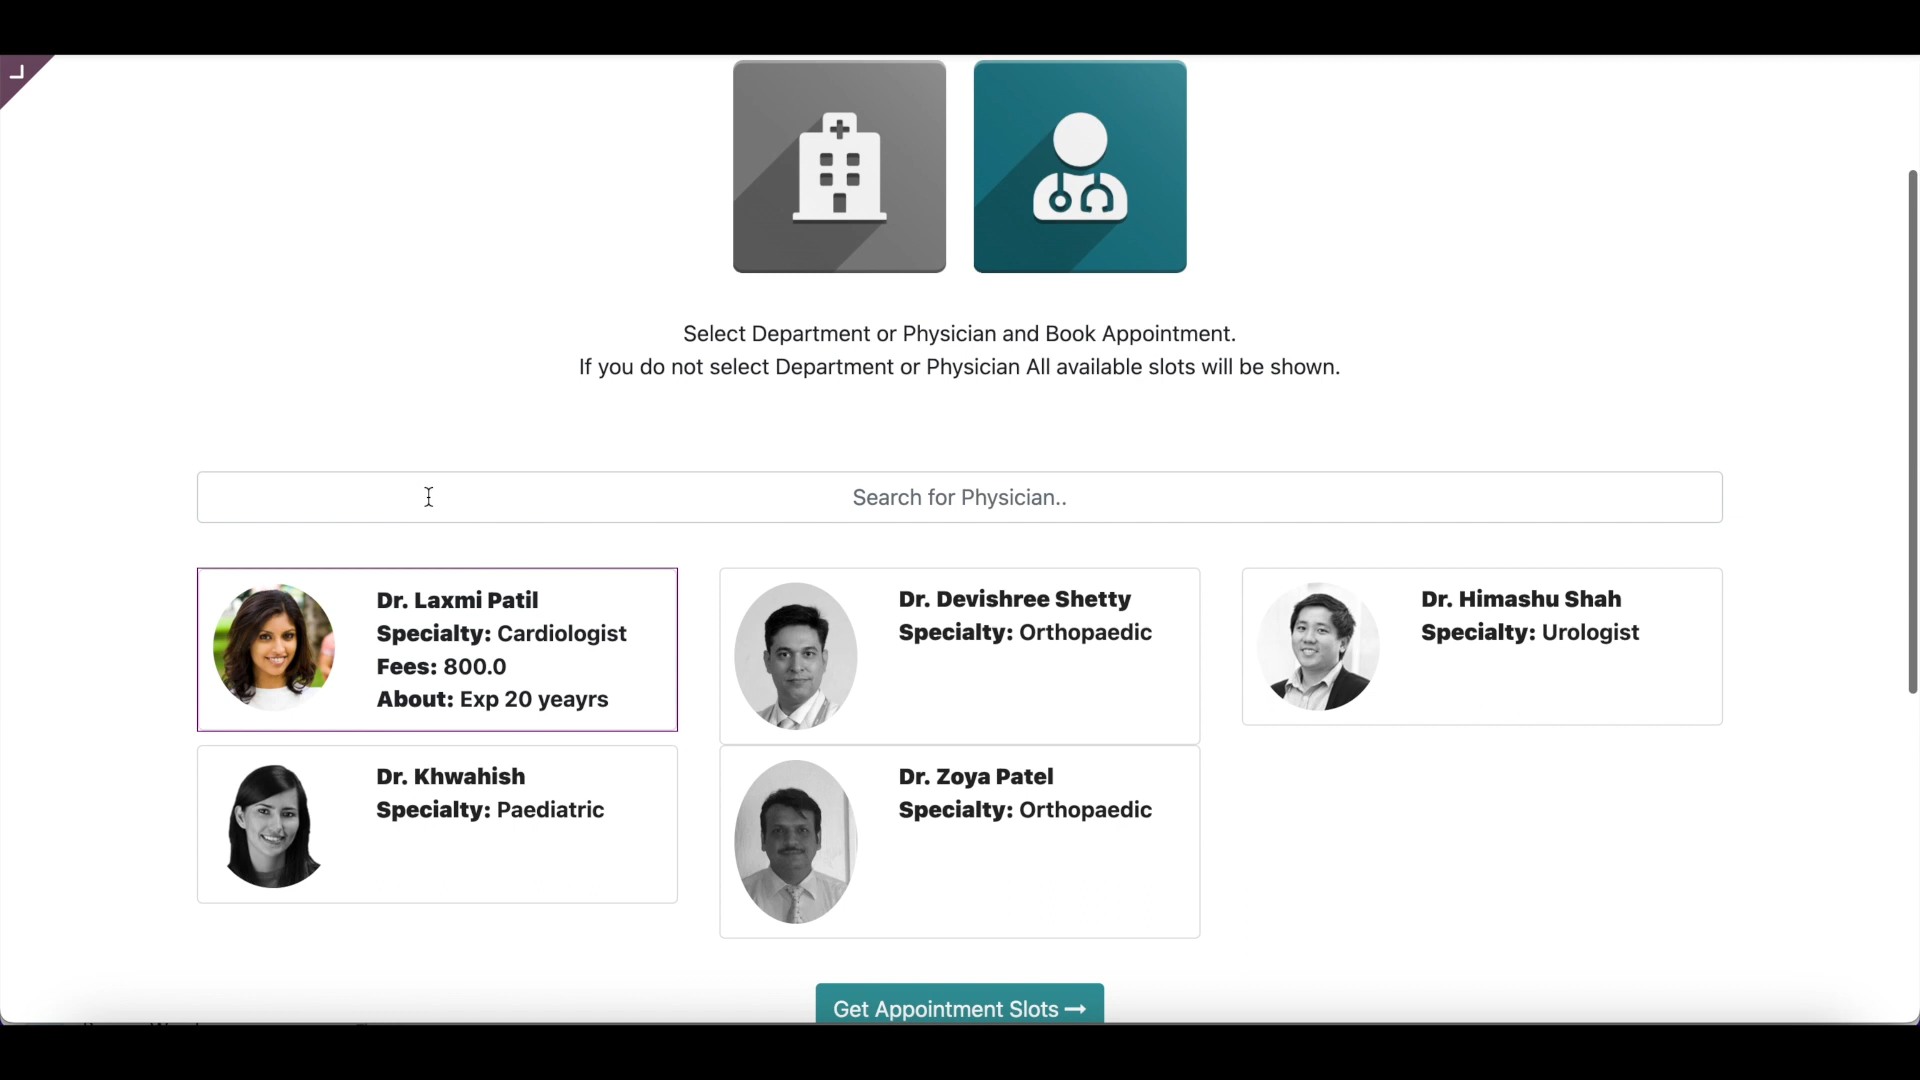 Select Department or Physician and Book Appointment.
If you do not select Department or Physician All available slots will be shown.
Search for Physician..
Dr. Laxmi Patil
Specialty: Cardiologist
Fees: 800.0
About: Exp 20 yeayrs
Dr. Devishree Shetty
Specialty: Orthopaedic
Dr. Himashu Shah
Specialty: Urologist
Dr. Khwahish
Specialty: Paediatric
Dr. Zoya Patel
Specialty: Orthopaedic
Get Appointment Slots →